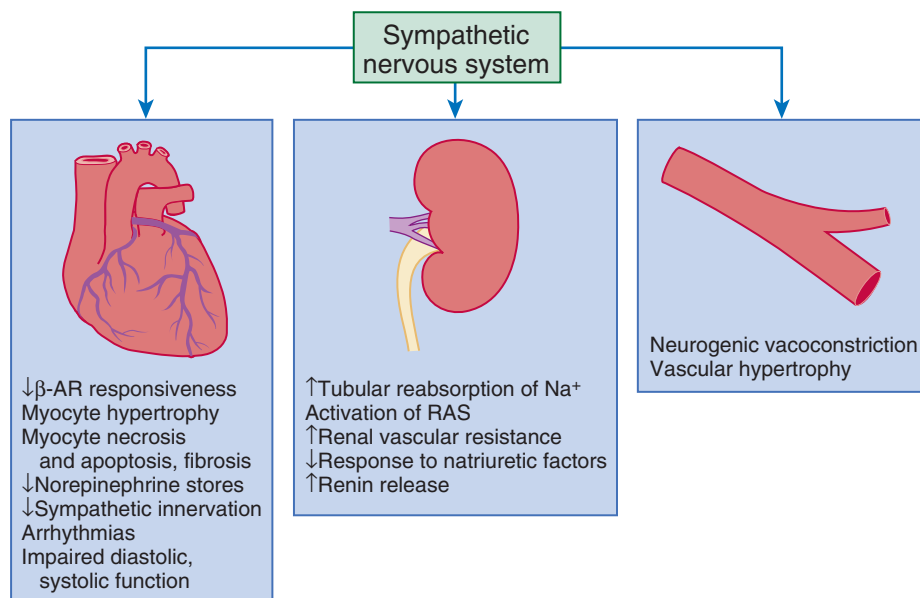 Sympathetic
nervous system
↓β-AR responsiveness
Myocyte hypertrophy
Myocyte necrosis
and apoptosis, fibrosis
↓Norepinephrine stores
↓Sympathetic innervation
Arrhythmias
Impaired diastolic,
systolic function
↑Tubular reabsorption of Na⁺
Activation of RAS
↑Renal vascular resistance
↓Response to natriuretic factors
↑Renin release
Neurogenic vacoconstriction
Vascular hypertrophy